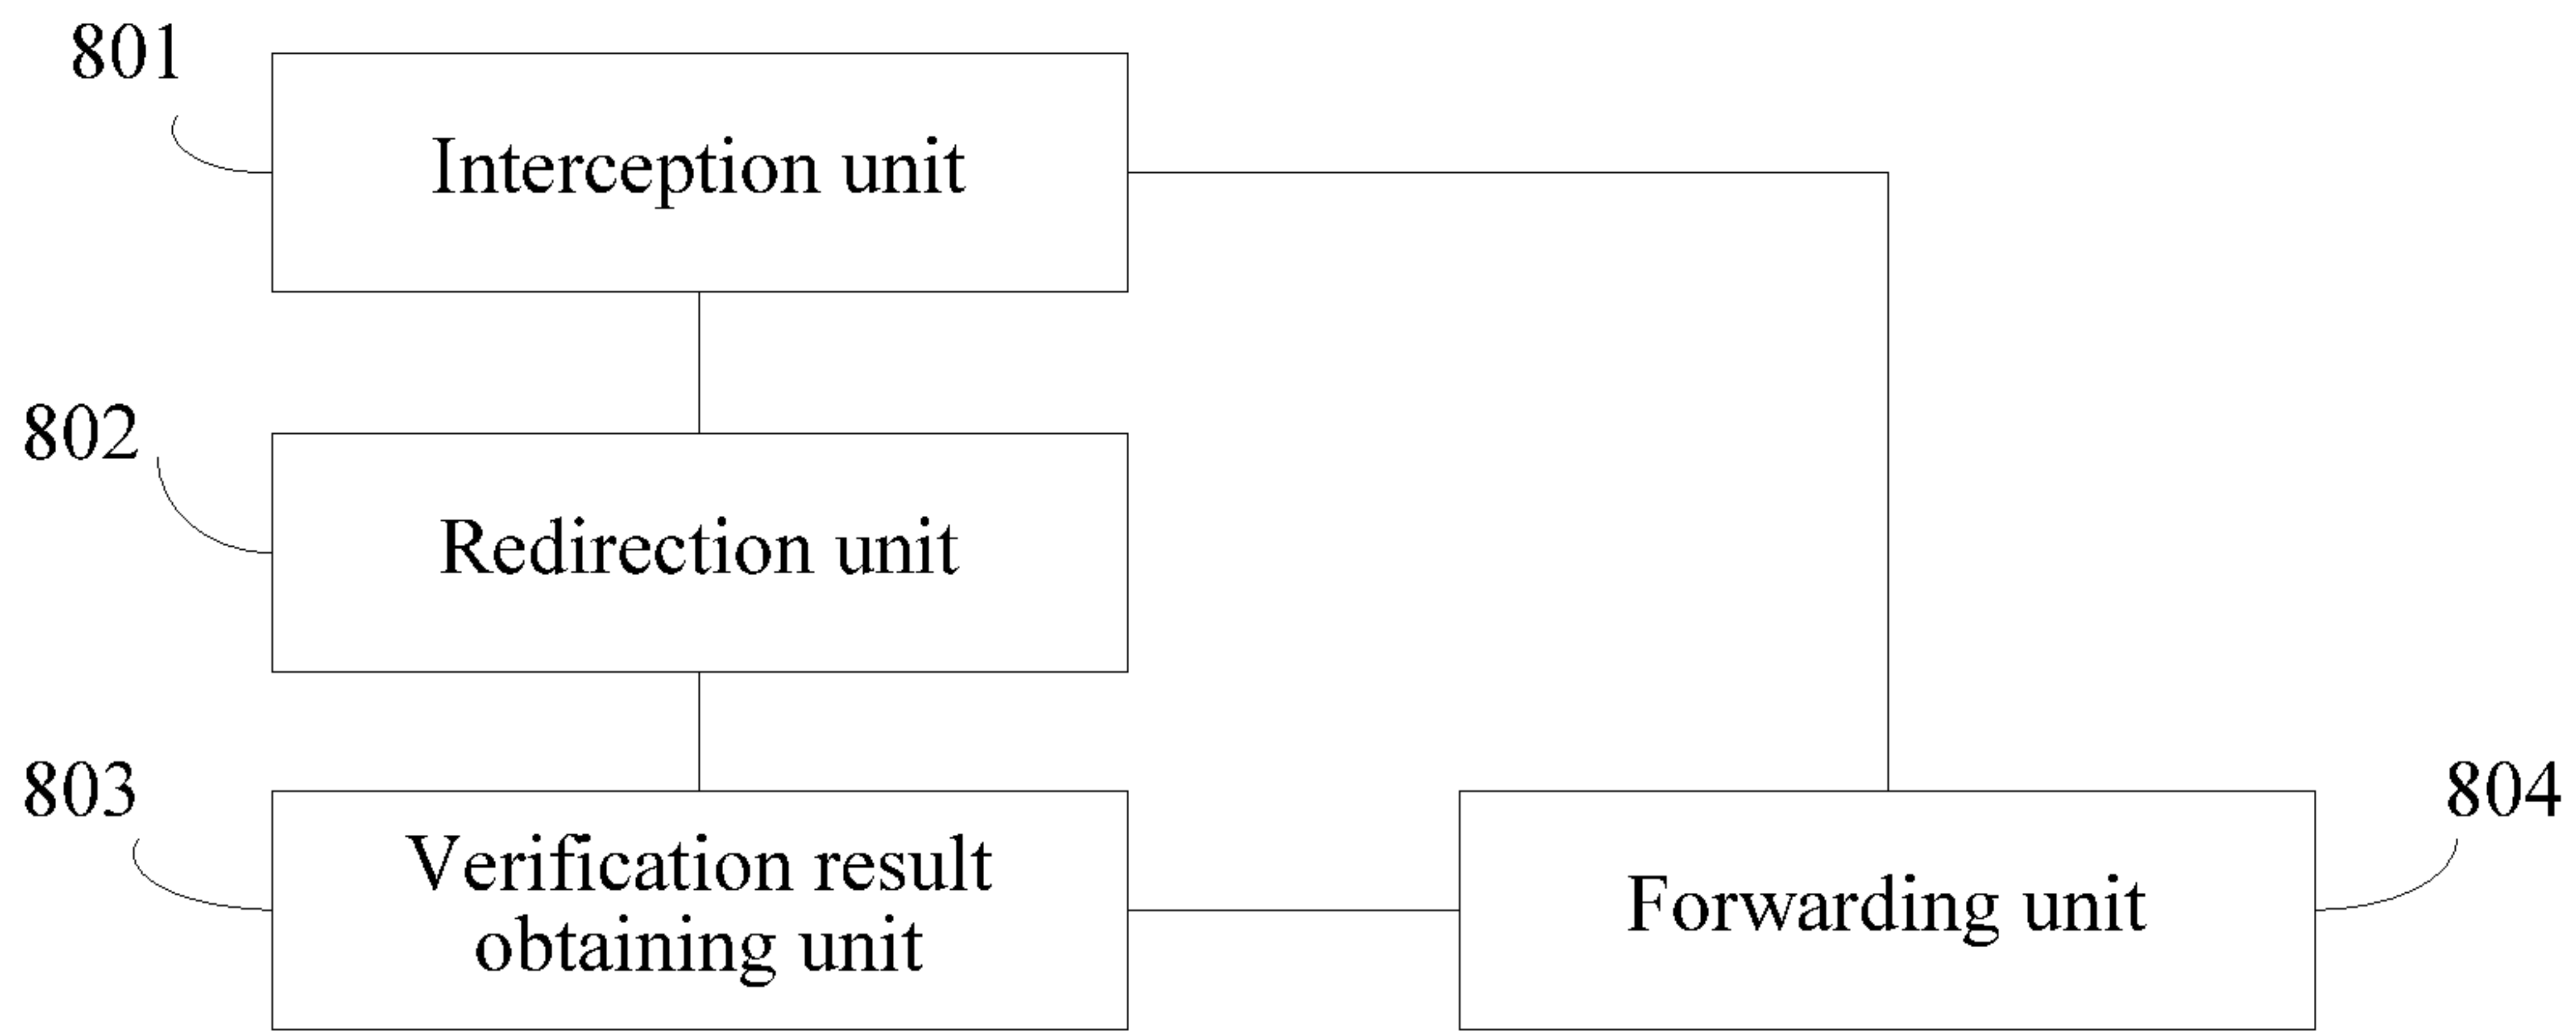 801
Interception unit
802
Redirection unit
803
Verification result
obtaining unit
804
Forwarding unit